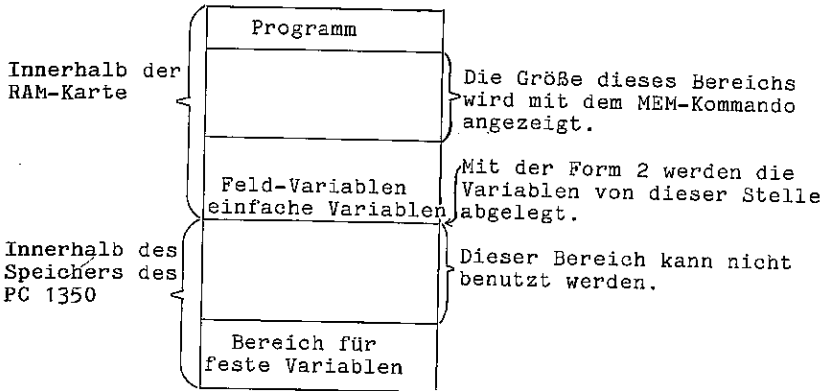 Programm
Innerhalb der
RAM-Karte
Die Größe dieses Bereichs
wird mit dem MEM-Kommando
angezeigt.
Mit der Form 2 werden die
Variablen von dieser Stelle
abgelegt.
Feld-Variablen
einfache Variablen
Innerhalb des
Speichers des
PC 1350
Dieser Bereich kann nicht
benutzt werden.
Bereich für
feste Variablen